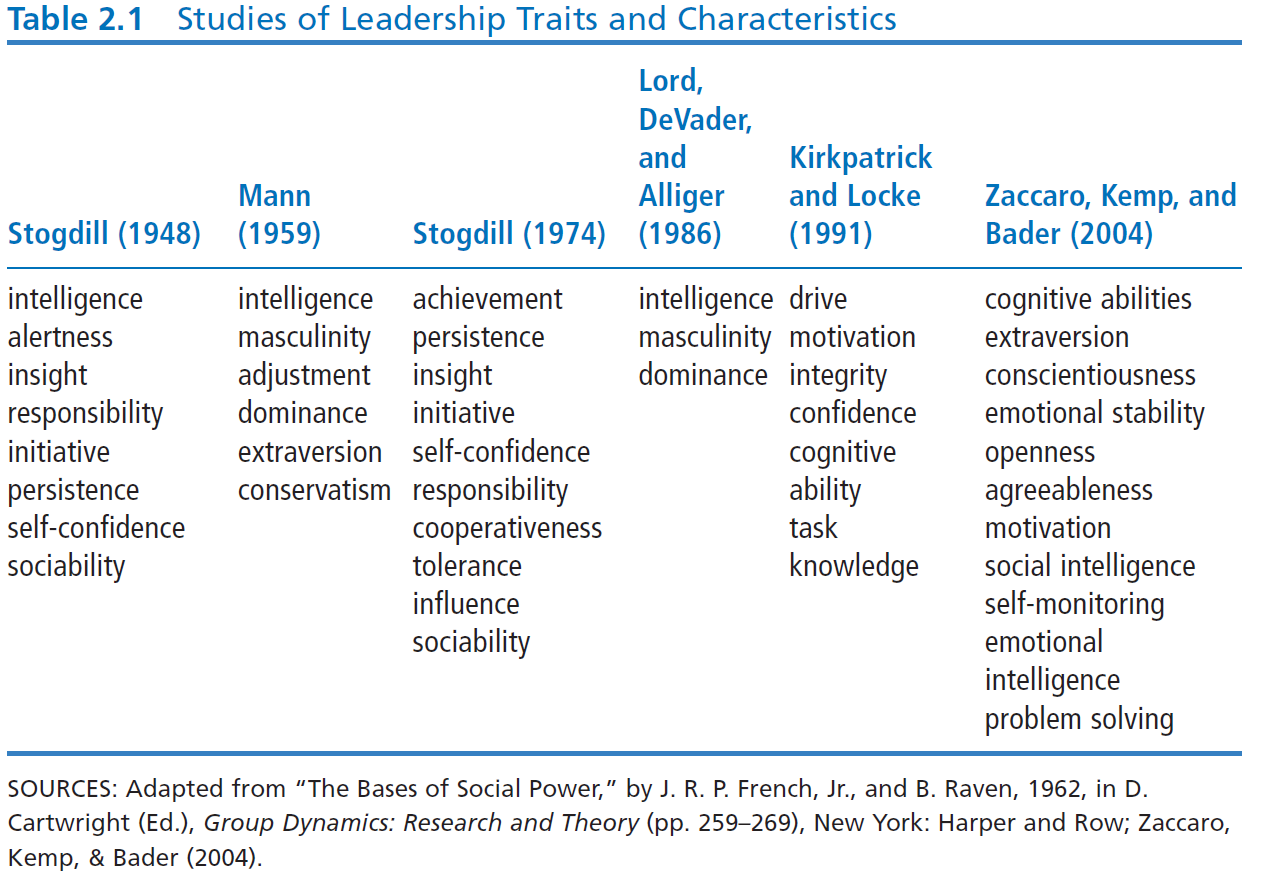 Table 2.1 Studies of Leadership Traits and Characteristics
Stogdill (1948)
Mann
(1959)
Stogdill (1974)
Lord,
DeVader,
and
Alliger
(1986)
Kirkpatrick
and Locke
(1991)
Zaccaro, Kemp, and
Bader (2004)
intelligence
alertness
insight
responsibility
initiative
persistence
self-confidence
sociability
intelligence
masculinity
adjustment
dominance
extraversion
conservatism
achievement
persistence
insight
initiative
self-confidence
responsibility
cooperativeness
tolerance
influence
sociability
intelligence
masculinity
dominance
drive
motivation
integrity
confidence
cognitive
ability
task
knowledge
cognitive abilities
extraversion
conscientiousness
emotional stability
openness
agreeableness
motivation
social intelligence
self-monitoring
emotional
intelligence
problem solving
SOURCES: Adapted from “The Bases of Social Power,” by J. R. P. French, Jr., and B. Raven, 1962, in D.
Cartwright (Ed.), Group Dynamics: Research and Theory (pp. 259–269), New York: Harper and Row; Zaccaro,
Kemp, & Bader (2004).